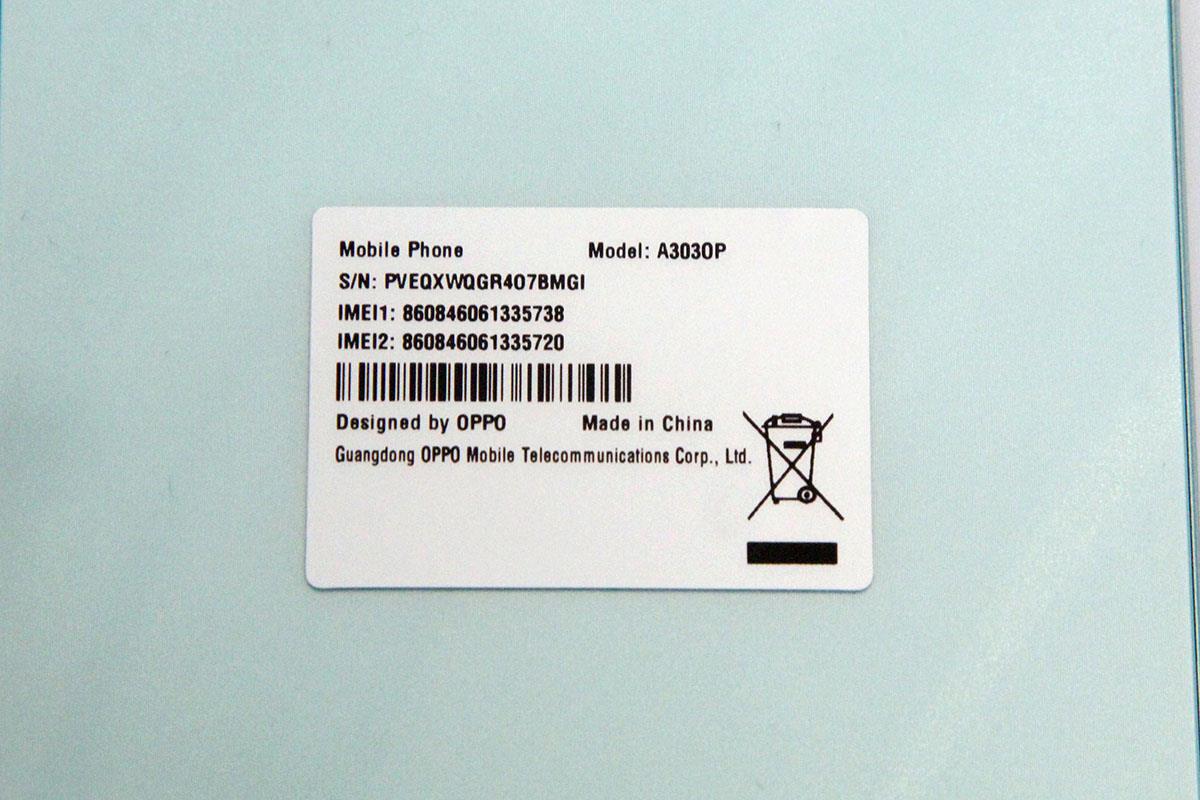 Mobile Phone Model: A303OP
S/N: PVEQXWQGR407BMGI
IMEI1: 860846061335738
IMEI2: 860846061335720
Designed by OPPO Made in China
Guangdong OPPO Mobile Telecommunications Corp., Ltd.